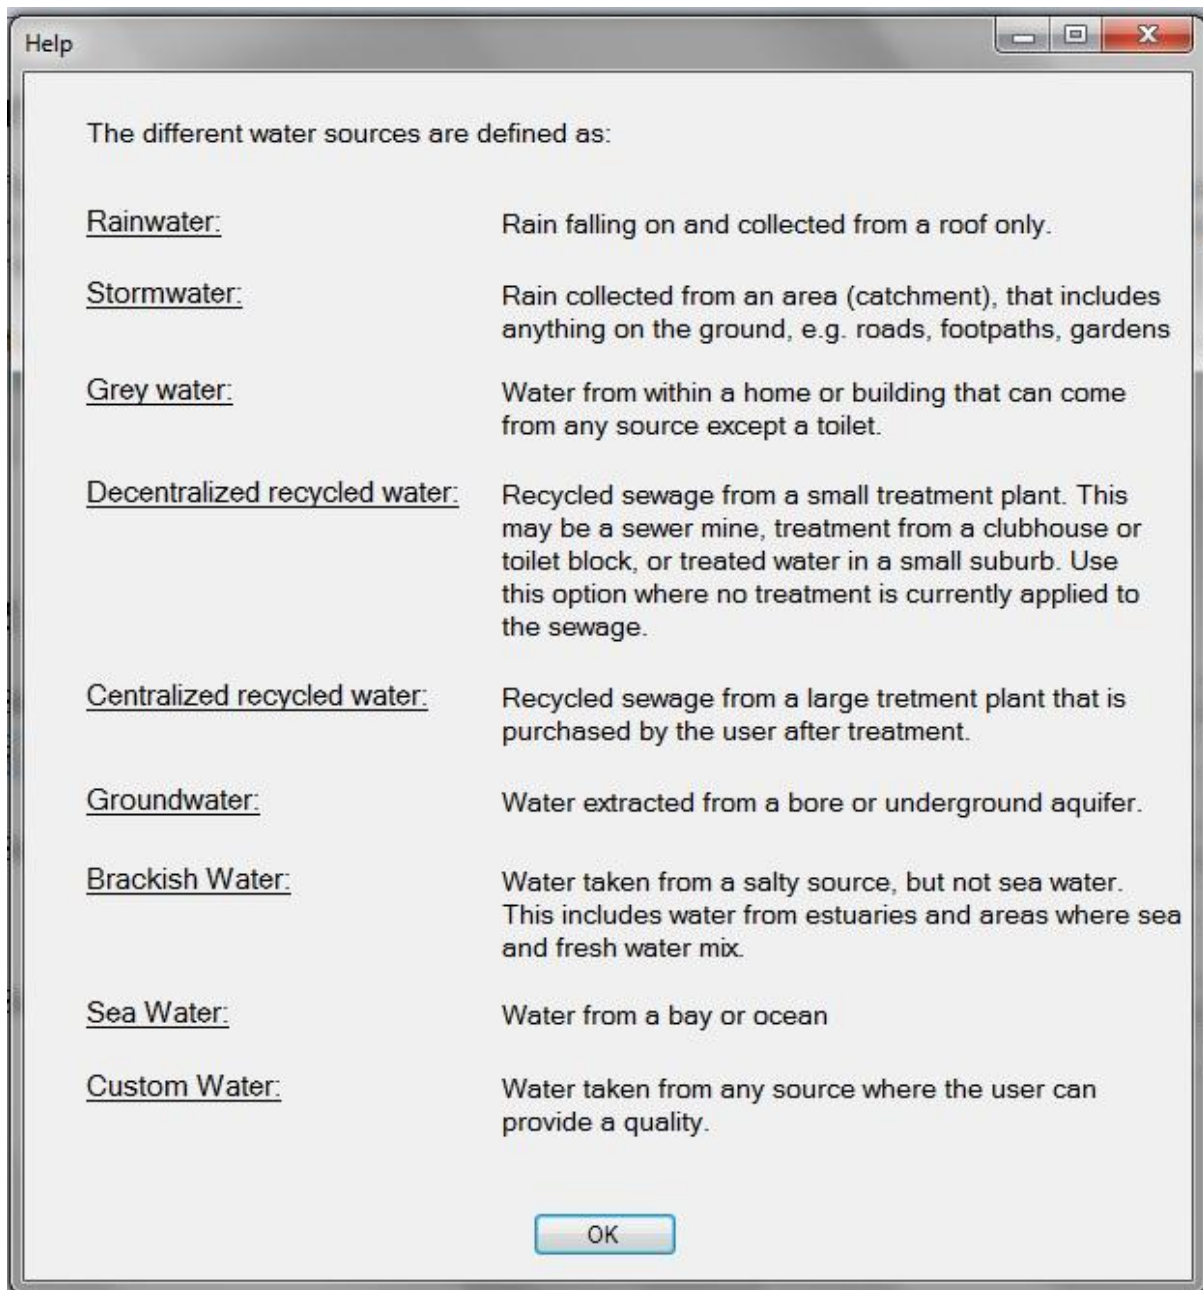 Help
The different water sources are defined as:
Rainwater:
Rain falling on and collected from a roof only.
Stormwater:
Rain collected from an area (catchment), that includes
anything on the ground, e.g. roads, footpaths, gardens
Grey water:
Water from within a home or building that can come
from any source except a toilet.
Decentralized recycled water:
Recycled sewage from a small treatment plant. This
may be a sewer mine, treatment from a clubhouse or
toilet block, or treated water in a small suburb. Use
this option where no treatment is currently applied to
the sewage.
Centralized recycled water:
Recycled sewage from a large tretment plant that is
purchased by the user after treatment.
Groundwater:
Water extracted from a bore or underground aquifer.
Brackish Water:
Water taken from a salty source, but not sea water.
This includes water from estuaries and areas where sea
and fresh water mix.
Sea Water:
Water from a bay or ocean
Custom Water:
Water taken from any source where the user can
provide a quality.
OK